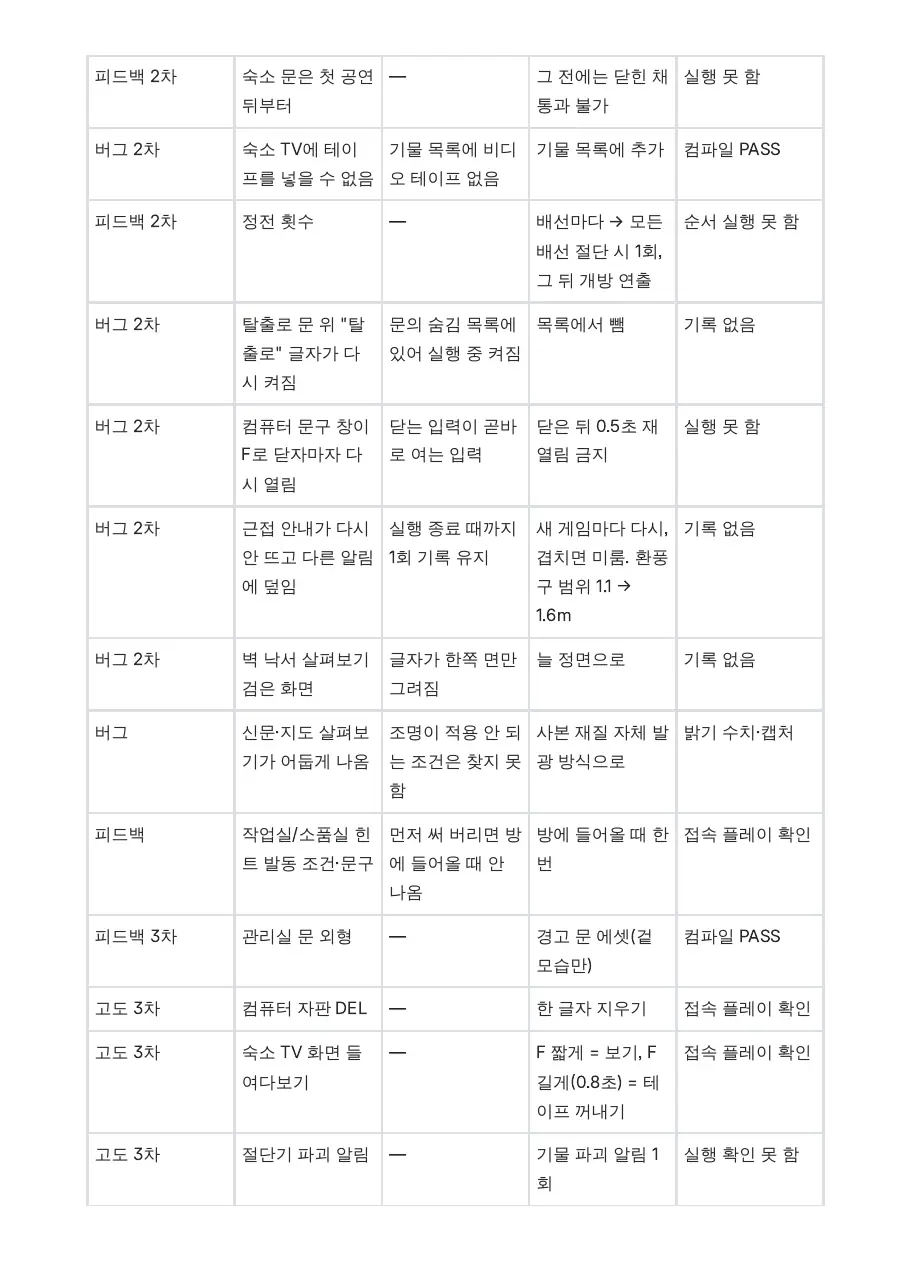 피드백 2차
숙소 문은 첫 공연
뒤부터
—
그 전에는 닫힌 채
통과 불가
실행 못 함
버그 2차
숙소 TV에 테이
프를 넣을 수 없음
기물 목록에 비디
오 테이프 없음
기물 목록에 추가
컴파일 PASS
피드백 2차
정전 횟수
—
배선마다 → 모든
배선 절단 시 1회,
그 뒤 개방 연출
순서 실행 못 함
버그 2차
탈출로 문 위 "탈
출로" 글자가 다
시 켜짐
문의 숨김 목록에
있어 실행 중 켜짐
목록에서 뺌
기록 없음
버그 2차
컴퓨터 문구 창이
F로 닫자마자 다
시 열림
닫는 입력이 곧바
로 여는 입력
닫은 뒤 0.5초 재
열림 금지
실행 못 함
버그 2차
근접 안내가 다시
안 뜨고 다른 알림
에 덮임
실행 종료 때까지
1회 기록 유지
새 게임마다 다시,
겹치면 미룸. 환풍
구 범위 1.1 →
1.6m
기록 없음
버그 2차
벽 낙서 살펴보기
검은 화면
글자가 한쪽 면만
그려짐
늘 정면으로
기록 없음
버그
신문·지도 살펴보
기가 어둡게 나옴
조명이 적용 안 되
는 조건은 찾지 못
함
사본 재질 자체 발
광 방식으로
밝기 수치·캡처
피드백
작업실/소품실 힌
트 발동 조건·문구
먼저 써 버리면 방
에 들어올 때 안
나옴
방에 들어올 때 한
번
접속 플레이 확인
피드백 3차
관리실 문 외형
—
경고 문 에셋(겉
모습만)
컴파일 PASS
고도 3차
컴퓨터 자판 DEL
—
한 글자 지우기
접속 플레이 확인
고도 3차
숙소 TV 화면 들
여다보기
—
F 짧게 = 보기, F
길게(0.8초) = 테
이프 꺼내기
접속 플레이 확인
고도 3차
절단기 파괴 알림
—
기물 파괴 알림 1
회
실행 확인 못 함